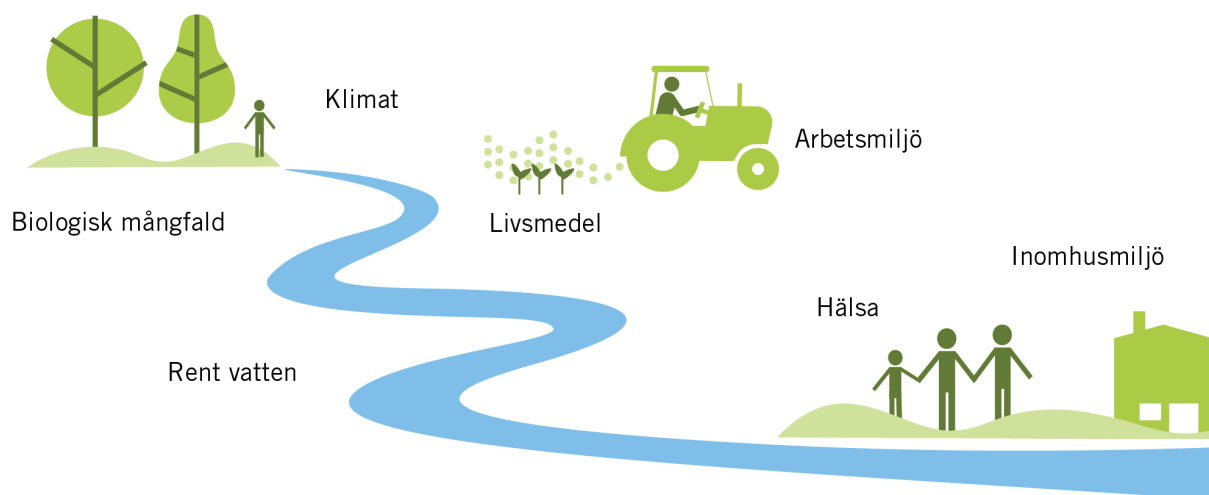 Klimat
Arbetsmiljö
Biologisk mångfald
Livsmedel
Inomhusmiljö
Hälsa
Rent vatten